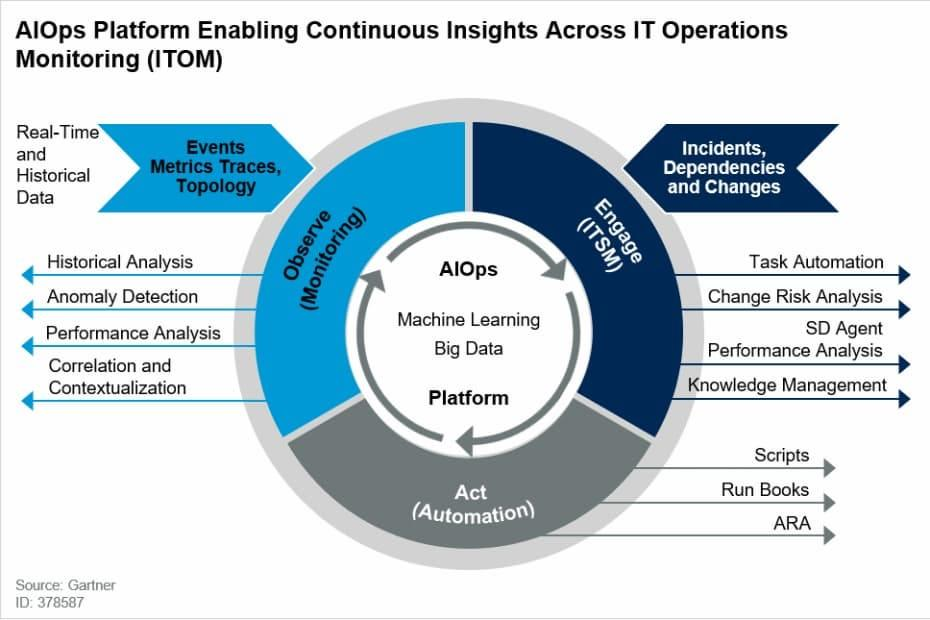 AIOps Platform Enabling Continuous Insights Across IT Operations
Monitoring (ITOM)
Real-Time
and
Historical
Data
Events
Metrics Traces,
Topology
Incidents,
Dependencies
and Changes
Observe
(Monitoring)
Engage
(ITSM)
AIOps
Machine Learning
Big Data
Platform
Historical Analysis
Anomaly Detection
Performance Analysis
Correlation and
Contextualization
Task Automation
Change Risk Analysis
SD Agent
Performance Analysis
Knowledge Management
Act
(Automation)
Scripts
Run Books
ARA
Source: Gartner
ID: 378587